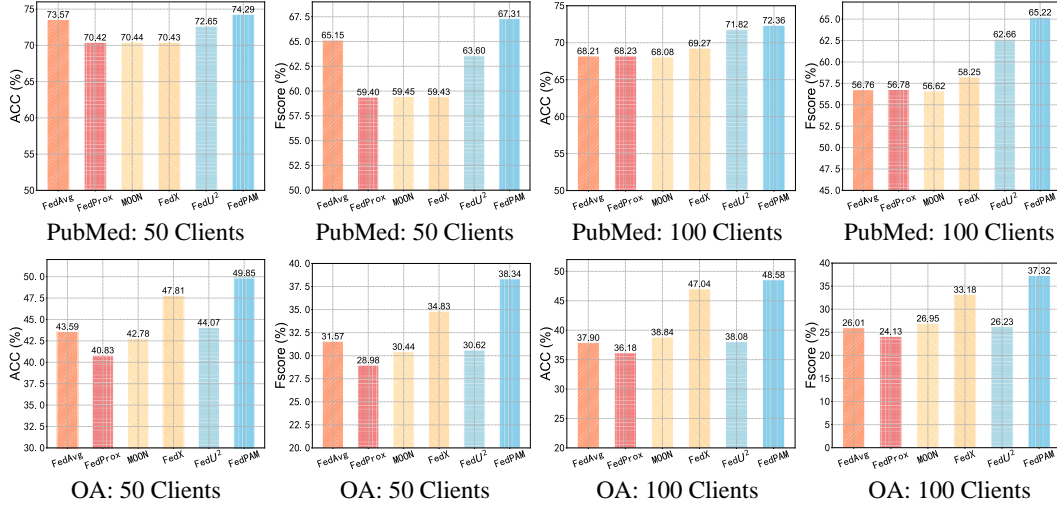 73,57
70,42
70,44
70,43
72,65
74,29
ACC (%)
75
70
65
60
55
50
FedAvg
FedProx
MOON
FedX
FedU²
FedPAM
PubMed: 50 Clients
65,15
59,40
59,45
59,43
63,60
67,31
Fscore (%)
65.0
60.0
57.5
55.0
52.5
50.0
FedAvg
FedProx
MOON
FedX
FedU²
FedPAM
PubMed: 50 Clients
68,21
68,23
68,08
69,27
71,82
72,36
ACC (%)
75
70
65
60
55
50
FedAvg
FedProx
MOON
FedX
FedU²
FedPAM
PubMed: 100 Clients
56,76
56,78
56,62
58,25
62,66
65,22
Fscore (%)
65.0
60.0
57.5
55.0
52.5
50.0
45.0
FedAvg
FedProx
MOON
FedX
FedU²
FedPAM
PubMed: 100 Clients
43,59
40,83
42,78
47,81
44,07
49,85
ACC (%)
50.0
47.5
45.0
42.5
40.0
37.5
35.0
32.5
30.0
FedAvg
FedProx
MOON
FedX
FedU²
FedPAM
OA: 50 Clients
31,57
28,98
30,44
34,83
30,62
38,34
Fscore (%)
40.0
37.5
35.0
32.5
30.0
27.5
25.0
22.5
20.0
FedAvg
FedProx
MOON
FedX
FedU²
FedPAM
OA: 50 Clients
37,90
36,18
38,84
47,04
38,08
48,58
ACC (%)
50
45
40
35
30
25
20
FedAvg
FedProx
MOON
FedX
FedU²
FedPAM
OA: 100 Clients
26,01
24,13
26,95
33,18
26,23
37,32
Fscore (%)
40
35
30
25
20
15
10
5
0
FedAvg
FedProx
MOON
FedX
FedU²
FedPAM
OA: 100 Clients